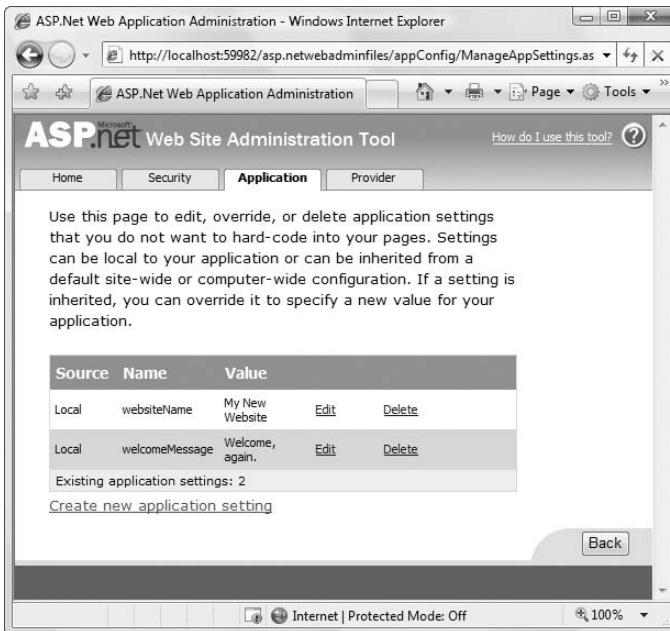 ASP.Net Web Application Administration - Windows Internet Explorer
http://localhost:59982/asp.netwebadminfiles/appConfig/ManageAppSettings.as
ASP.Net Web Application Administration
Page
Tools
Microsoft
ASP.net Web Site Administration Tool
How do I use this tool? ?
Home Security Application Provider
Use this page to edit, override, or delete application settings
that you do not want to hard-code into your pages. Settings
can be local to your application or can be inherited from a
default site-wide or computer-wide configuration. If a setting is
inherited, you can override it to specify a new value for your
application.
Source Name Value
Local websiteName My New Website Edit Delete
Local welcomeMessage Welcome, again. Edit Delete
Existing application settings: 2
Create new application setting
Back
Internet | Protected Mode: Off
100%